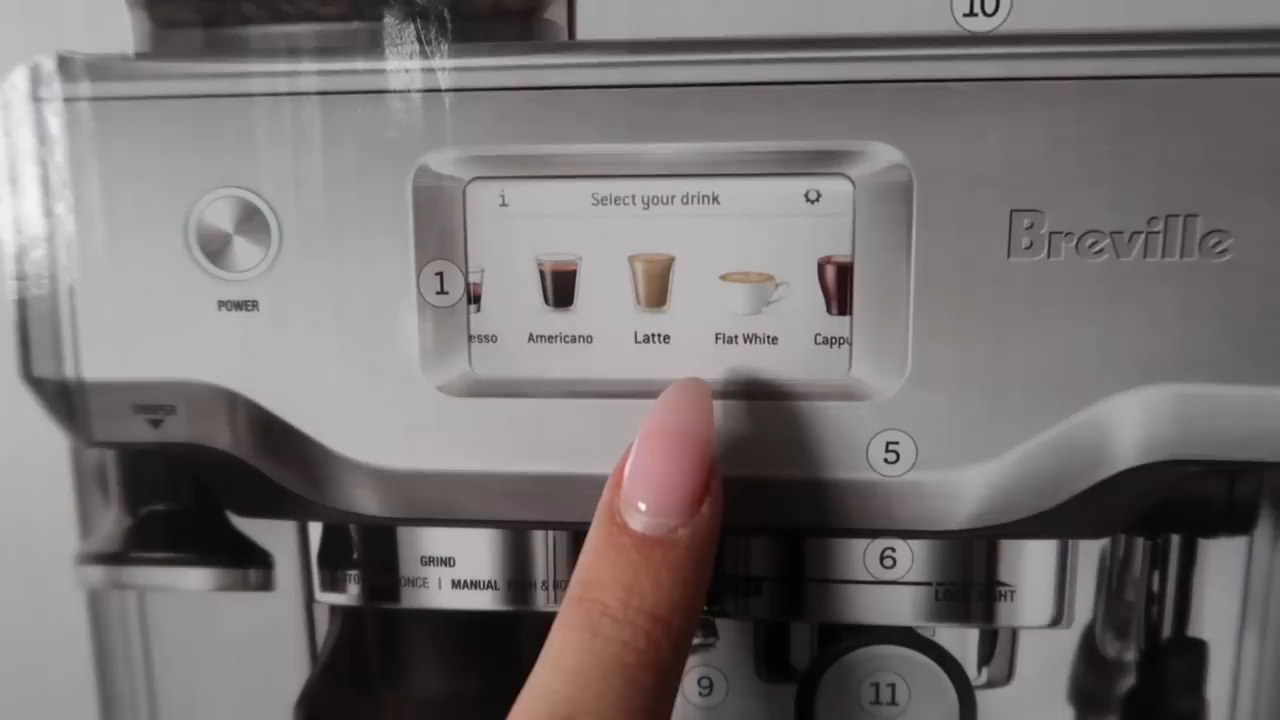 10
i Select your drink
Breville
1
esso Americano Latte Flat White Cappu
POWER
5
GRIND
6
ONCE | MANUAL
9
11